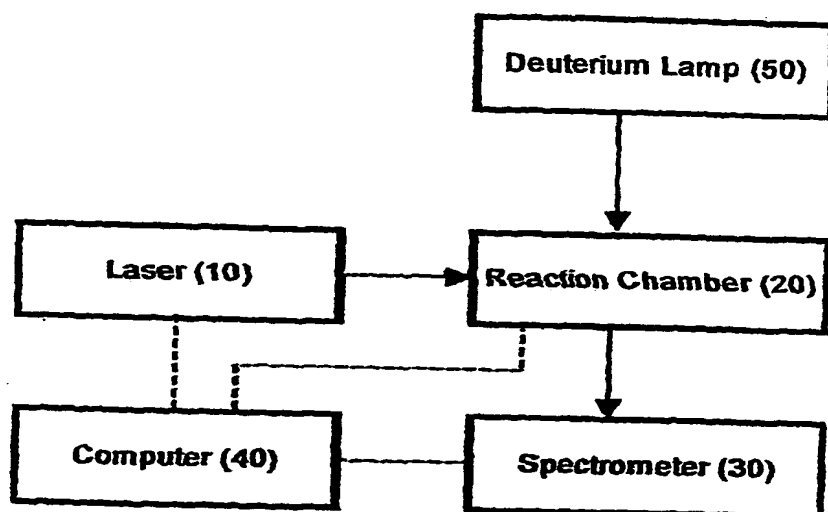 Deuterium Lamp (50)
Laser (10)
Reaction Chamber (20)
Computer (40)
Spectrometer (30)